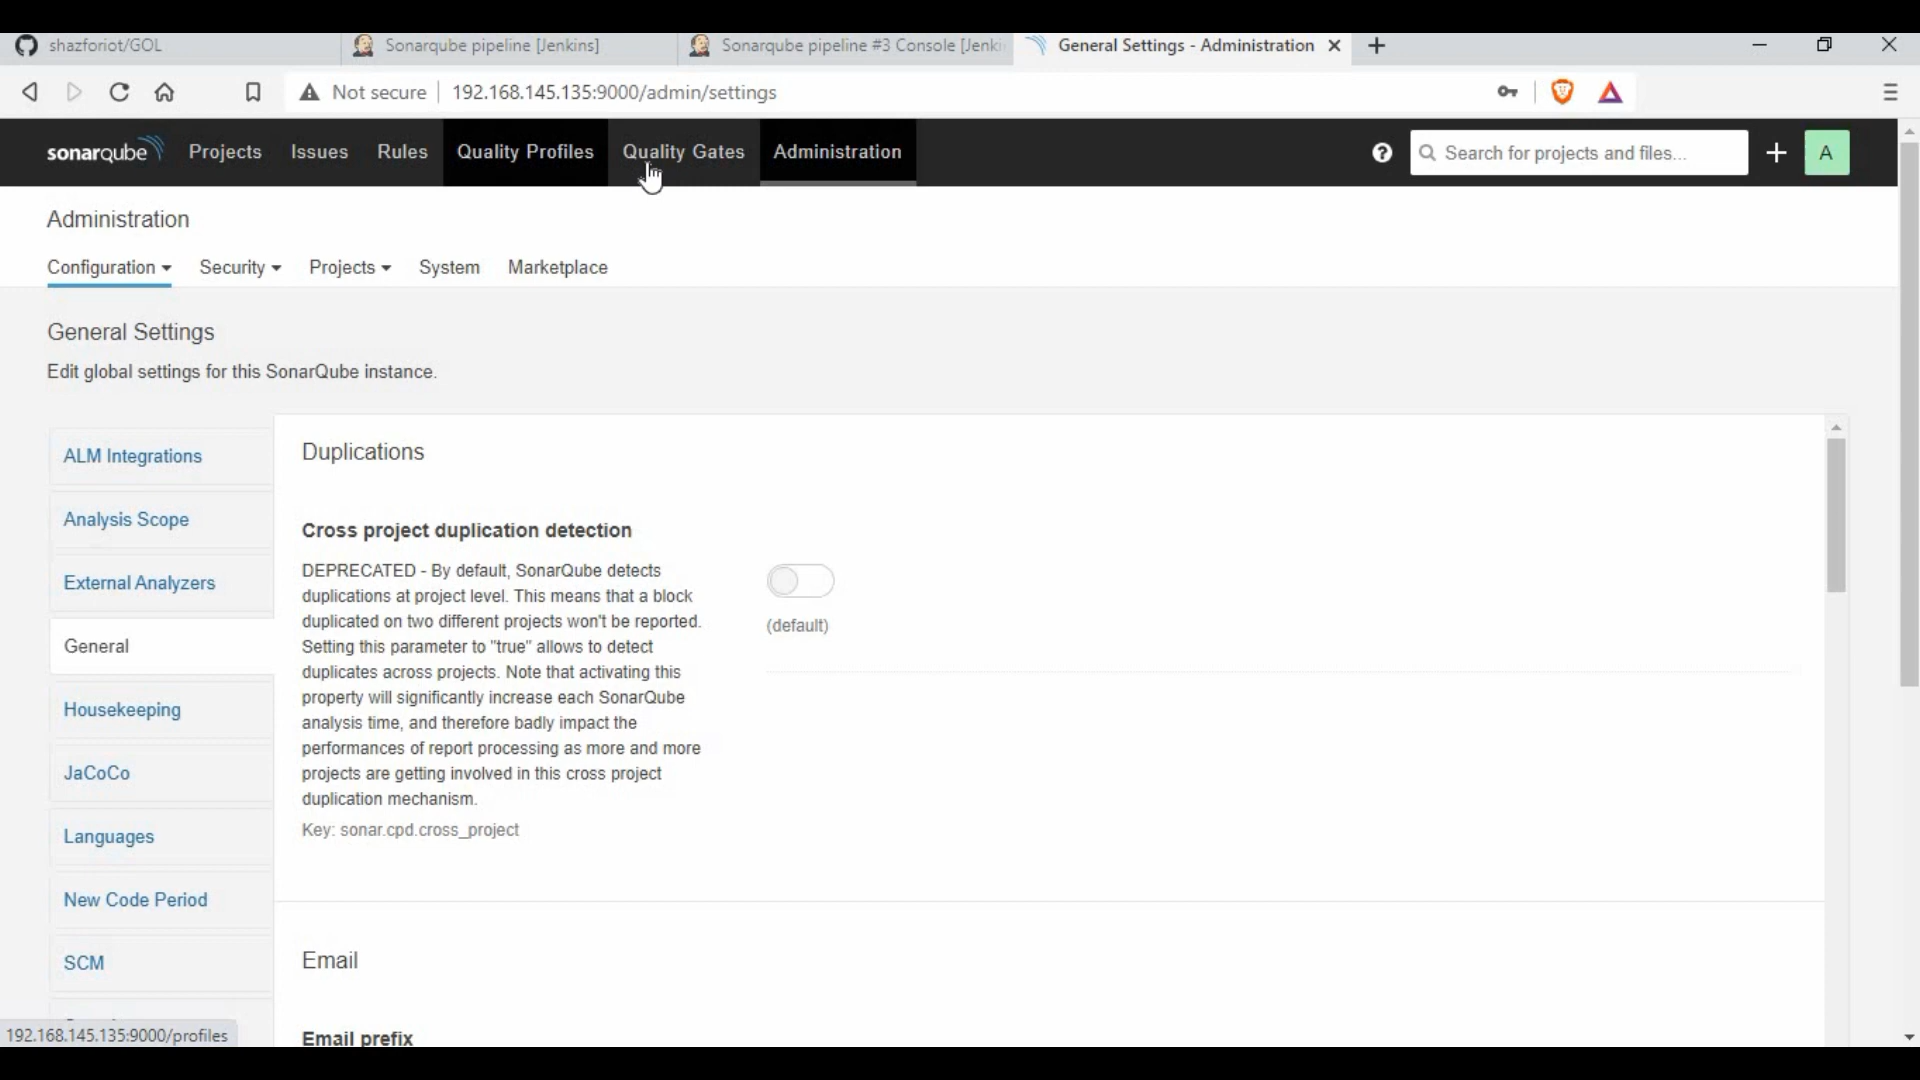 shazforiot/GOL
Sonarqube pipeline [Jenkins]
Sonarqube pipeline #3 Console [Jenki
General Settings - Administration
Not secure
192.168.145.135:9000/admin/settings
sonarqube
Projects
Issues
Rules
Quality Profiles
Quality Gates
Administration
Search for projects and files...
A
Administration
Configuration
Security
Projects
System
Marketplace
General Settings
Edit global settings for this SonarQube instance.
ALM Integrations
Analysis Scope
External Analyzers
General
Housekeeping
JaCoCo
Languages
New Code Period
SCM
Duplications
Cross project duplication detection
DEPRECATED - By default, SonarQube detects
duplications at project level. This means that a block
duplicated on two different projects won't be reported.
Setting this parameter to "true" allows to detect
duplicates across projects. Note that activating this
property will significantly increase each SonarQube
analysis time, and therefore badly impact the
performances of report processing as more and more
projects are getting involved in this cross project
duplication mechanism.
Key: sonar.cpd.cross_project
(default)
Email
Email prefix
192.168.145.135:9000/profiles